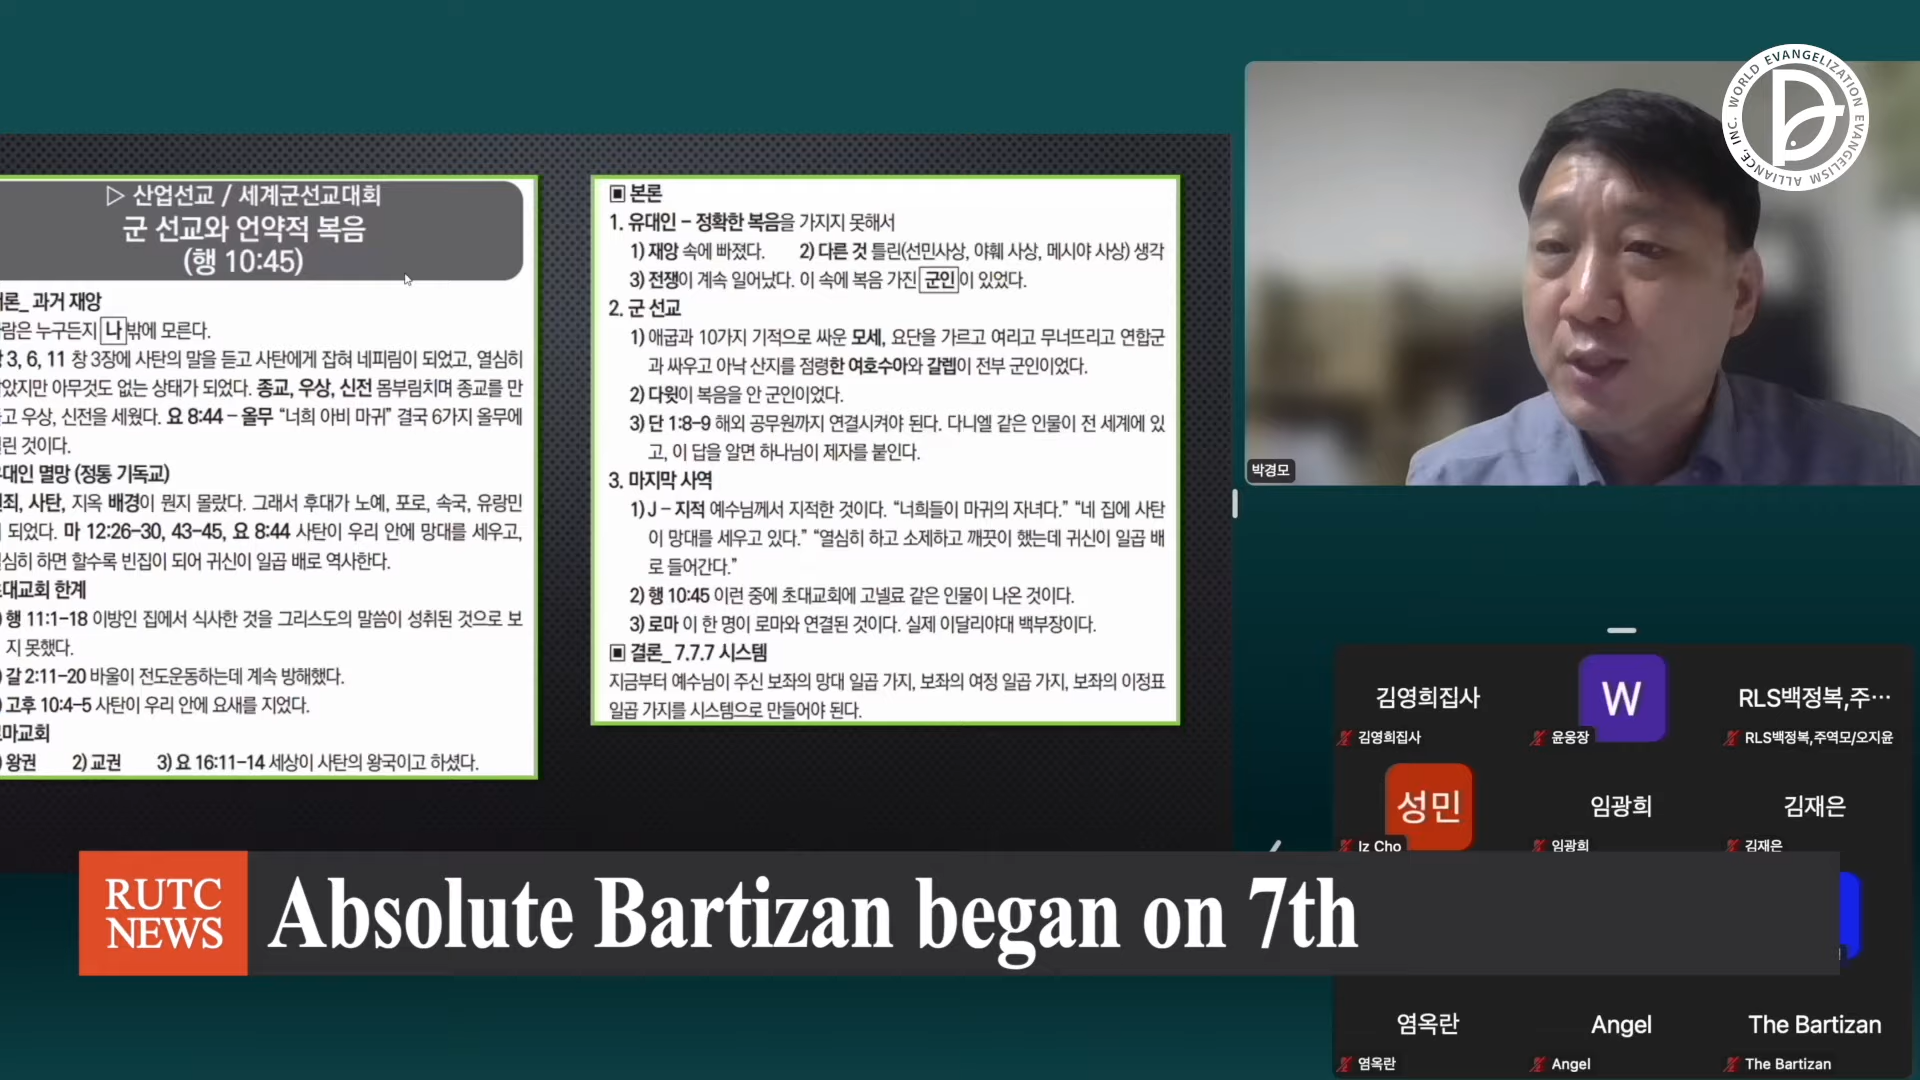 ▷ 산업선교 / 세계군선교대회
군 선교와 언약적 복음
(행 10:45)
론_ 과거 재앙
람은 누구든지 나 밖에 모른다.
3, 6, 11 창 3장에 사탄의 말을 듣고 사탄에게 잡혀 네피림이 되었고, 열심히
았지만 아무것도 없는 상태가 되었다. 종교, 우상, 신전 몸부림치며 종교를 만
고 우상, 신전을 세웠다. 요 8:44 – 올무 “너희 아비 마귀” 결국 6가지 올무에
린 것이다.
대인 멸망 (정통 기독교)
죄, 사탄, 지옥 배경이 뭔지 몰랐다. 그래서 후대가 노예, 포로, 속국, 유랑민
되었다. 마 12:26–30, 43–45, 요 8:44 사탄이 우리 안에 망대를 세우고,
심히 하면 할수록 빈집이 되어 귀신이 일곱 배로 역사한다.
대교회 한계
행 11:1–18 이방인 집에서 식사한 것을 그리스도의 말씀이 성취된 것으로 보
지 못했다.
갈 2:11–20 바울이 전도운동하는데 계속 방해했다.
고후 10:4–5 사탄이 우리 안에 요새를 지었다.
마교회
왕권 2) 교권 3) 요 16:11–14 세상이 사탄의 왕국이고 하셨다.
▣ 본론
1. 유대인 – 정확한 복음을 가지지 못해서
1) 재앙 속에 빠졌다. 2) 다른 것 틀린(선민사상, 야훼 사상, 메시야 사상) 생각
3) 전쟁이 계속 일어났다. 이 속에 복음 가진 군인이 있었다.
2. 군 선교
1) 애굽과 10가지 기적으로 싸운 모세, 요단을 가르고 여리고 무너뜨리고 연합군
과 싸우고 아낙 산지를 점령한 여호수아와 갈렙이 전부 군인이었다.
2) 다윗이 복음을 안 군인이었다.
3) 단 1:8–9 해외 공무원까지 연결시켜야 된다. 다니엘 같은 인물이 전 세계에 있
고, 이 답을 알면 하나님이 제자를 붙인다.
3. 마지막 사역
1) J – 지적 예수님께서 지적한 것이다. “너희들이 마귀의 자녀다.” “네 집에 사탄
이 망대를 세우고 있다.” “열심히 하고 소제하고 깨끗이 했는데 귀신이 일곱 배
로 들어간다.”
2) 행 10:45 이런 중에 초대교회에 고넬료 같은 인물이 나온 것이다.
3) 로마 이 한 명이 로마와 연결된 것이다. 실제 이달리야대 백부장이다.
▣ 결론_ 7.7.7 시스템
지금부터 예수님이 주신 보좌의 망대 일곱 가지, 보좌의 여정 일곱 가지, 보좌의 이정표
일곱 가지를 시스템으로 만들어야 된다.
WORLD EVANGELIZATION EVANGELISM ALLIANCE, INC.
박경모
김영희집사
W
RLS백정복,주…
김영희집사
윤웅장
RLS백정복,주역모/오지윤
성민
임광희
김재은
Iz Cho
임광희
김재은
RUTC
NEWS
Absolute Bartizan began on 7th
염옥란
Angel
The Bartizan
염옥란
Angel
The Bartizan